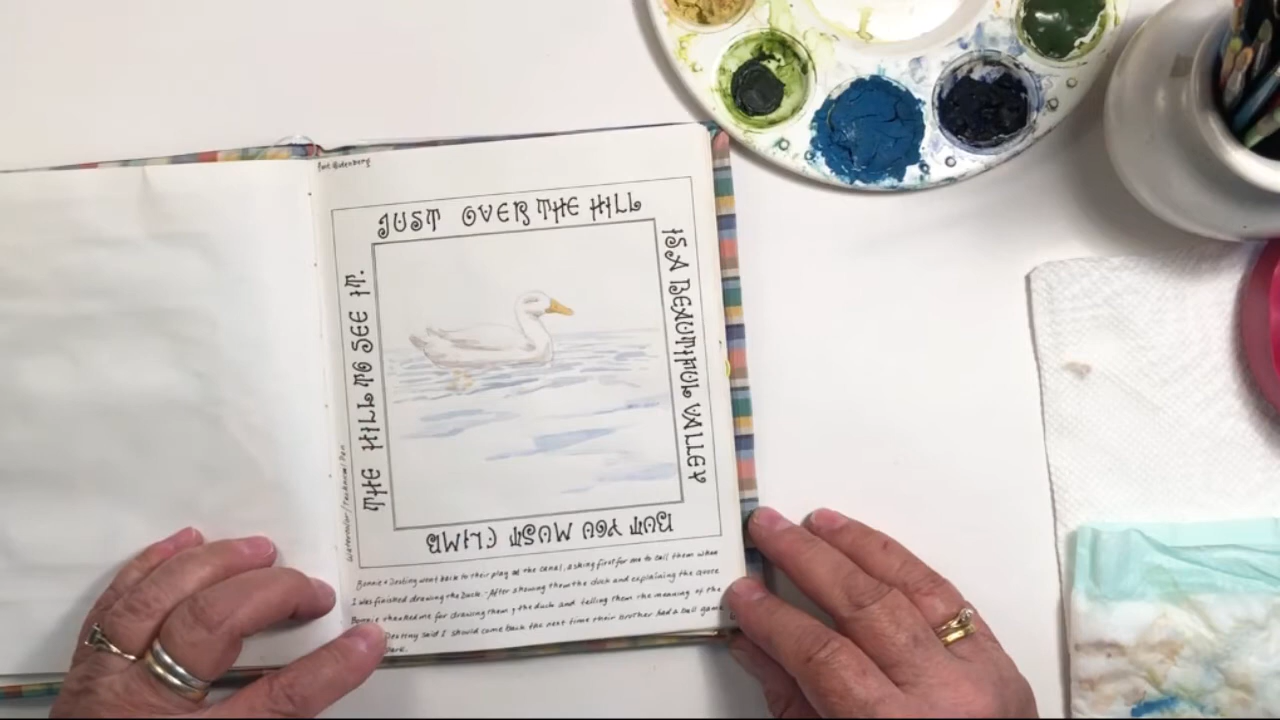 JUST OVER THE HILL
IS A BEAUTIFUL VALLEY
BUT YOU MUST CLIMB
THE HILL TO SEE IT.
Watercolor/Technical Pen
Bonnie & Destiny went back to their play at the canal, asking first for me to call them when
I was finished drawing the Duck. - After showing them the duck and explaining the quote
Bonnie thanked me for drawing them, the duck and telling them the meaning of the
Destiny said I should come back the next time their brother had a ball game